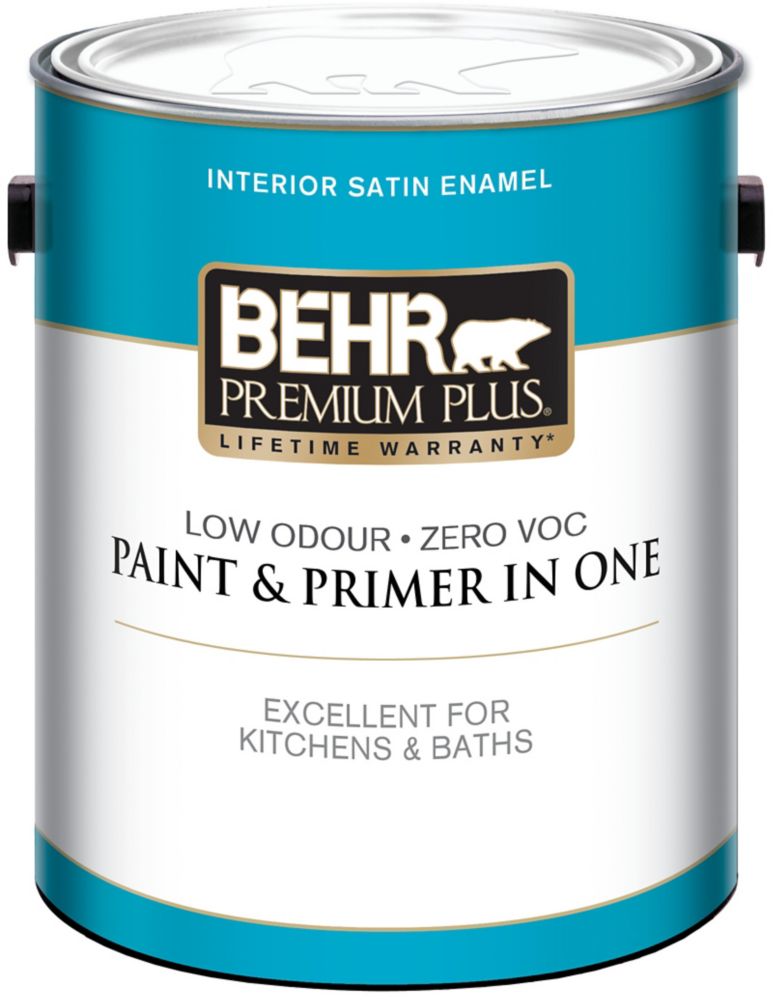 INTERIOR SATIN ENAMEL
BEHR
PREMIUM PLUS®
LIFETIME WARRANTY*
LOW ODOUR • ZERO VOC
PAINT & PRIMER IN ONE
EXCELLENT FOR
KITCHENS & BATHS